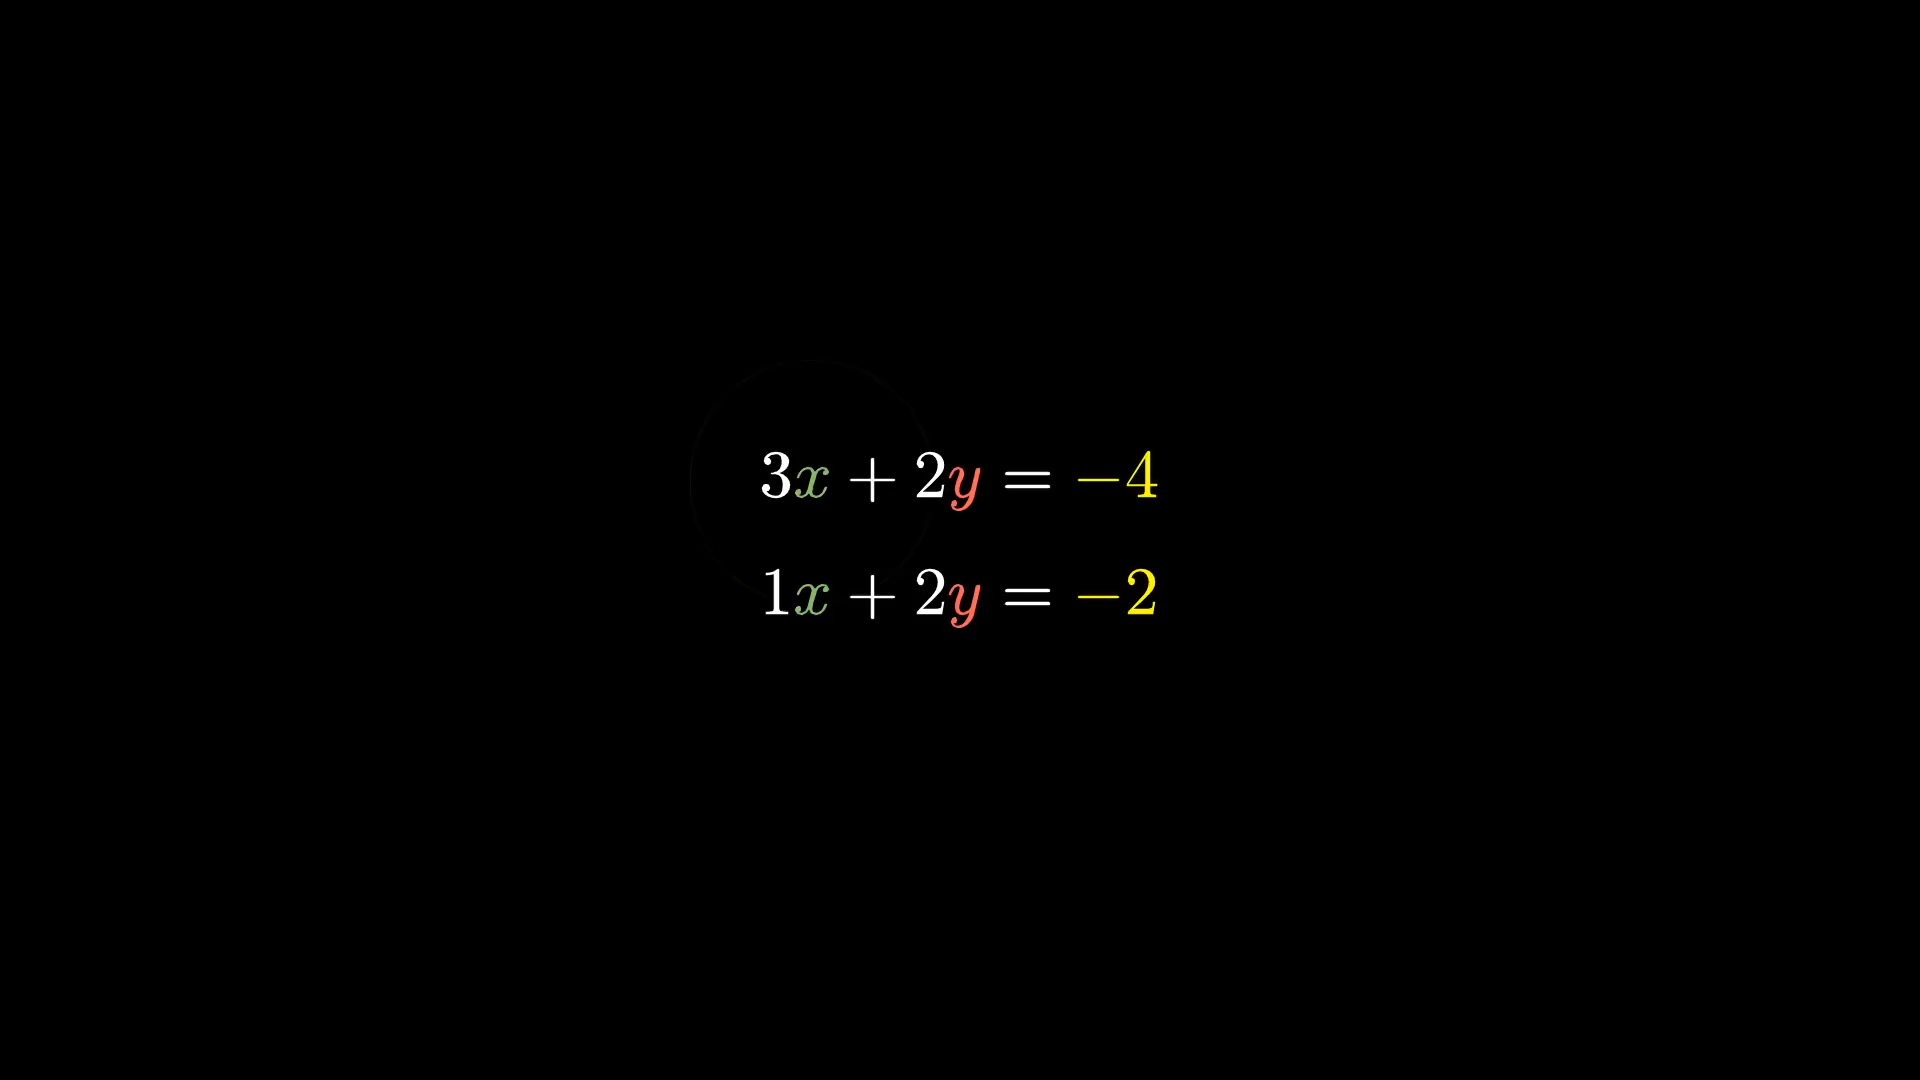 3x + 2y = −4
1x + 2y = −2